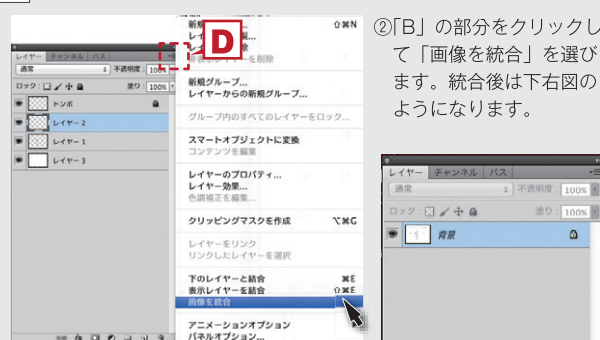 レイヤー チャンネル パス
通常 不透明度: 100%
ロック: 塗り: 100%
トンボ
レイヤー2
レイヤー1
レイヤー3
D
⇧⌘N
を削除
新規グループ...
レイヤーからの新規グループ...
グループ内のすべてのレイヤーをロック...
スマートオブジェクトに変換
コンテンツを編集
レイヤーのプロパティ...
レイヤー効果...
色調補正を編集...
クリッピングマスクを作成 ⌥⌘G
レイヤーをリンク
リンクしたレイヤーを選択
下のレイヤーと結合 ⌘E
表示レイヤーを結合 ⇧⌘E
画像を統合
アニメーションオプション
パネルオプション...
②「B」の部分をクリックし
て「画像を統合」を選び
ます。統合後は下右図の
ようになります。
レイヤー チャンネル パス
通常 不透明度: 100%
ロック: 塗り: 100%
背景